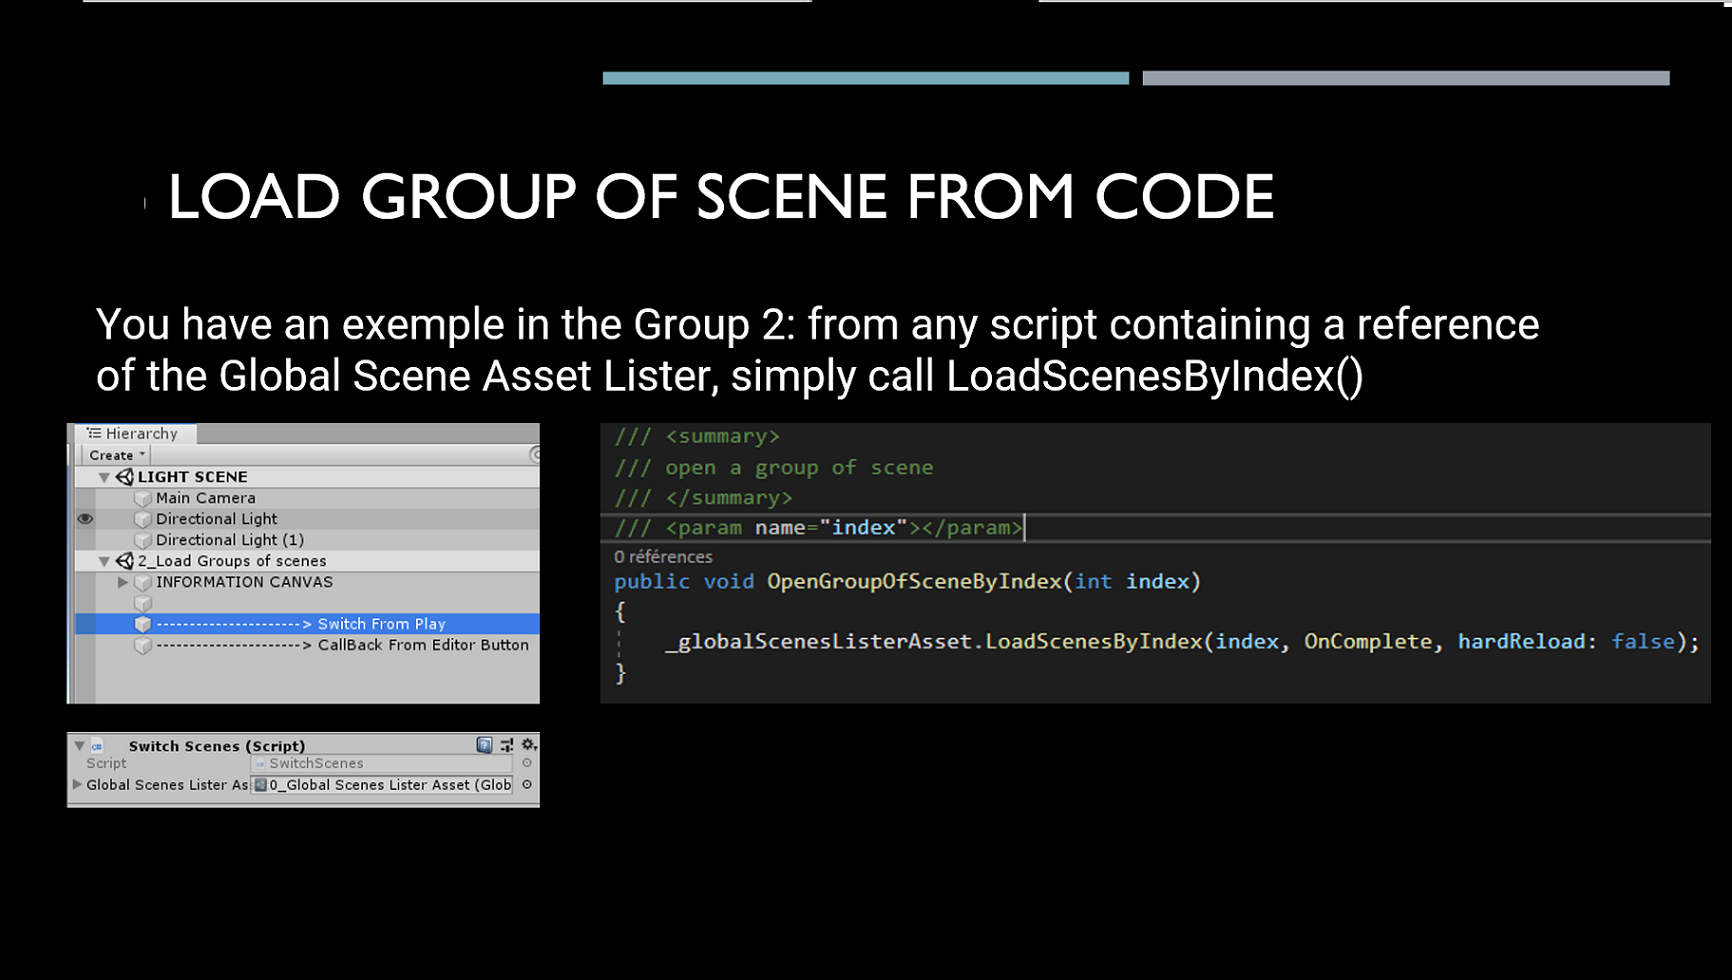 LOAD GROUP OF SCENE FROM CODE
You have an exemple in the Group 2: from any script containing a reference
of the Global Scene Asset Lister, simply call LoadScenesByIndex()
Hierarchy
Create
LIGHT SCENE
Main Camera
Directional Light
Directional Light (1)
2_Load Groups of scenes
INFORMATION CANVAS
----------------------> Switch From Play
----------------------> CallBack From Editor Button
/// <summary>
/// open a group of scene
/// </summary>
/// <param name="index"></param>
0 références
public void OpenGroupOfSceneByIndex(int index)
{
_globalScenesListerAsset.LoadScenesByIndex(index, OnComplete, hardReload: false);
}
Switch Scenes (Script)
Script SwitchScenes
Global Scenes Lister As 0_Global Scenes Lister Asset (Glob